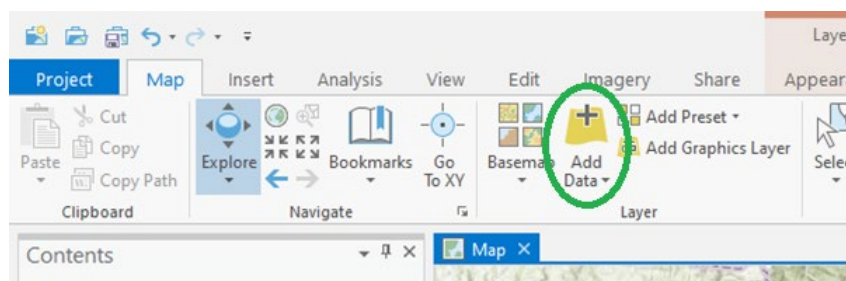 Laye
Project Map Insert Analysis View Edit Imagery Share Appear
Cut
Copy
Copy Path
Paste
Explore
Bookmarks
Go
To XY
Basemap
Add
Data
Add Preset
Add Graphics Layer
Selec
Clipboard Navigate Layer
Contents
Map